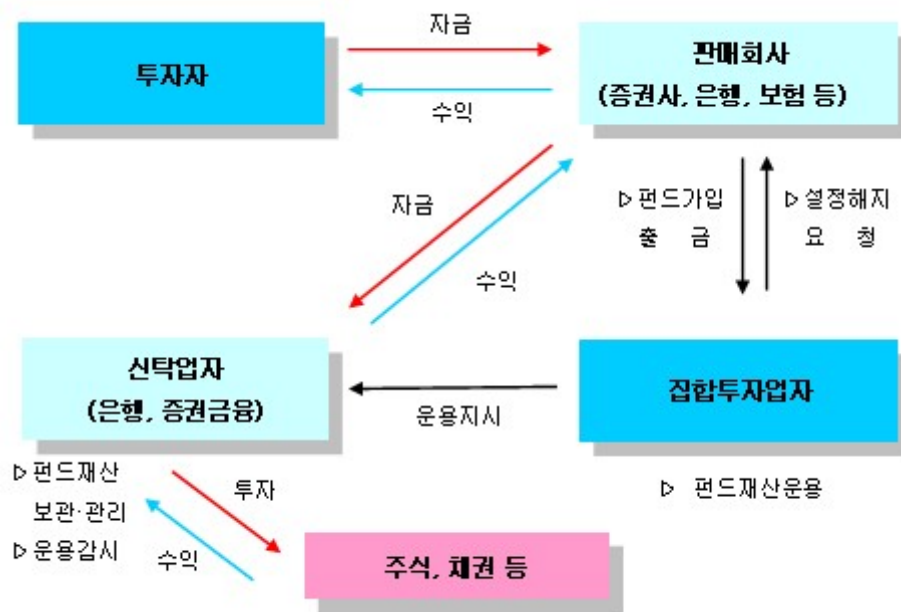 자금
투자자
판매회사
(증권사, 은행, 보험 등)
수익
자금
▷펀드가입
출 금
▷설정해지
요 청
수익
신탁업자
(은행, 증권금융)
운용지시
집합투자업자
▷펀드재산
보관·관리
▷운용감시
투자
수익
▷ 펀드재산운용
주식, 채권 등